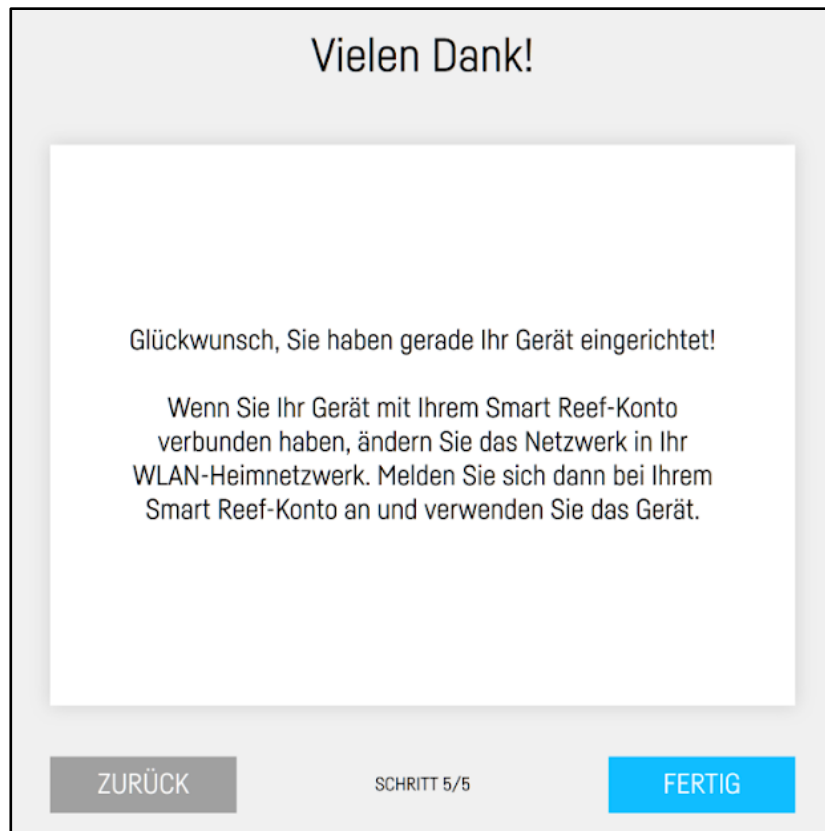 Vielen Dank!
Glückwunsch, Sie haben gerade Ihr Gerät eingerichtet!
Wenn Sie Ihr Gerät mit Ihrem Smart Reef-Konto
verbunden haben, ändern Sie das Netzwerk in Ihr
WLAN-Heimnetzwerk. Melden Sie sich dann bei Ihrem
Smart Reef-Konto an und verwenden Sie das Gerät.
ZURÜCK
SCHRITT 5/5
FERTIG